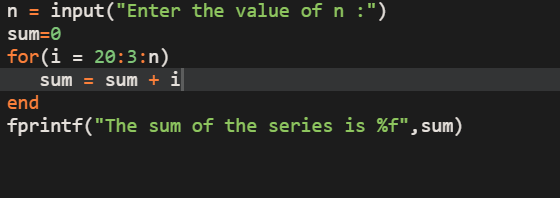 n = input("Enter the value of n :")
sum=0
for(i = 20:3:n)
   sum = sum + i
end
fprintf("The sum of the series is %f",sum)